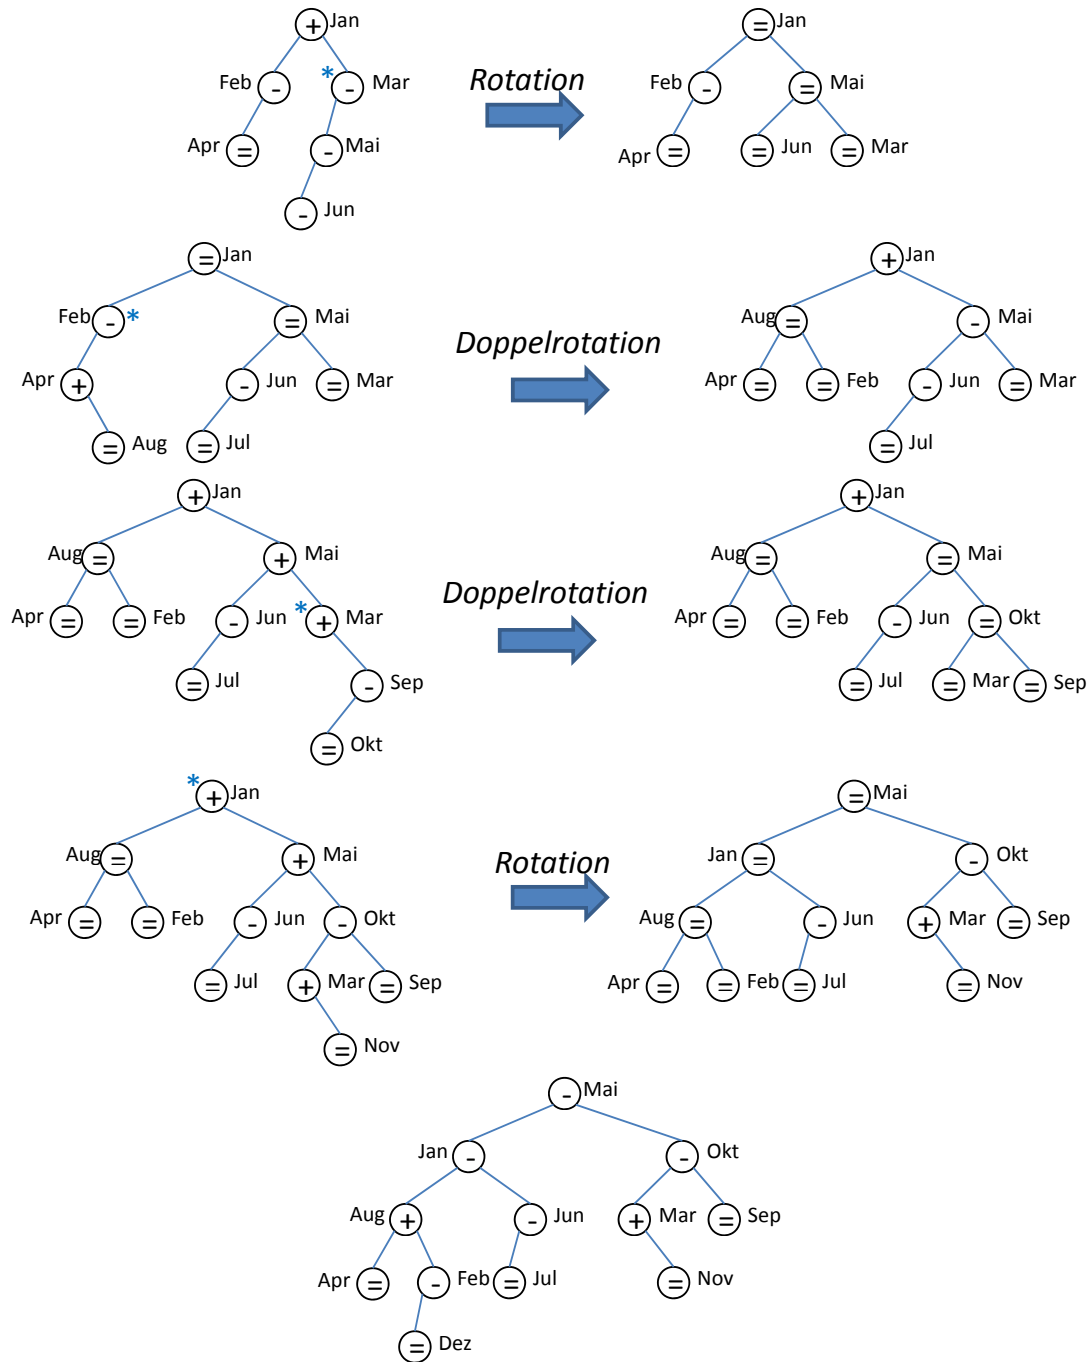 + Jan
= Jan
Feb - * - Mar
Rotation
Feb - = Mai
Apr = - Mai
Apr = = Jun = Mar
- Jun
= Jan
+ Jan
Feb - * = Mai
Doppelrotation
Aug = - Mai
Apr + - Jun = Mar
Apr = = Feb - Jun = Mar
= Aug = Jul
= Jul
+ Jan
+ Jan
Aug = + Mai
Doppelrotation
Aug = = Mai
Apr = = Feb - Jun * + Mar
Apr = = Feb - Jun = Okt
= Jul - Sep
= Jul = Mar = Sep
= Okt
* + Jan
= Mai
Aug = + Mai
Rotation
Jan = - Okt
Apr = = Feb - Jun - Okt
Aug = - Jun + Mar = Sep
= Jul + Mar = Sep
Apr = = Feb = Jul = Nov
= Nov
- Mai
Jan - - Okt
Aug + - Jun + Mar = Sep
Apr = - Feb = Jul = Nov
= Dez